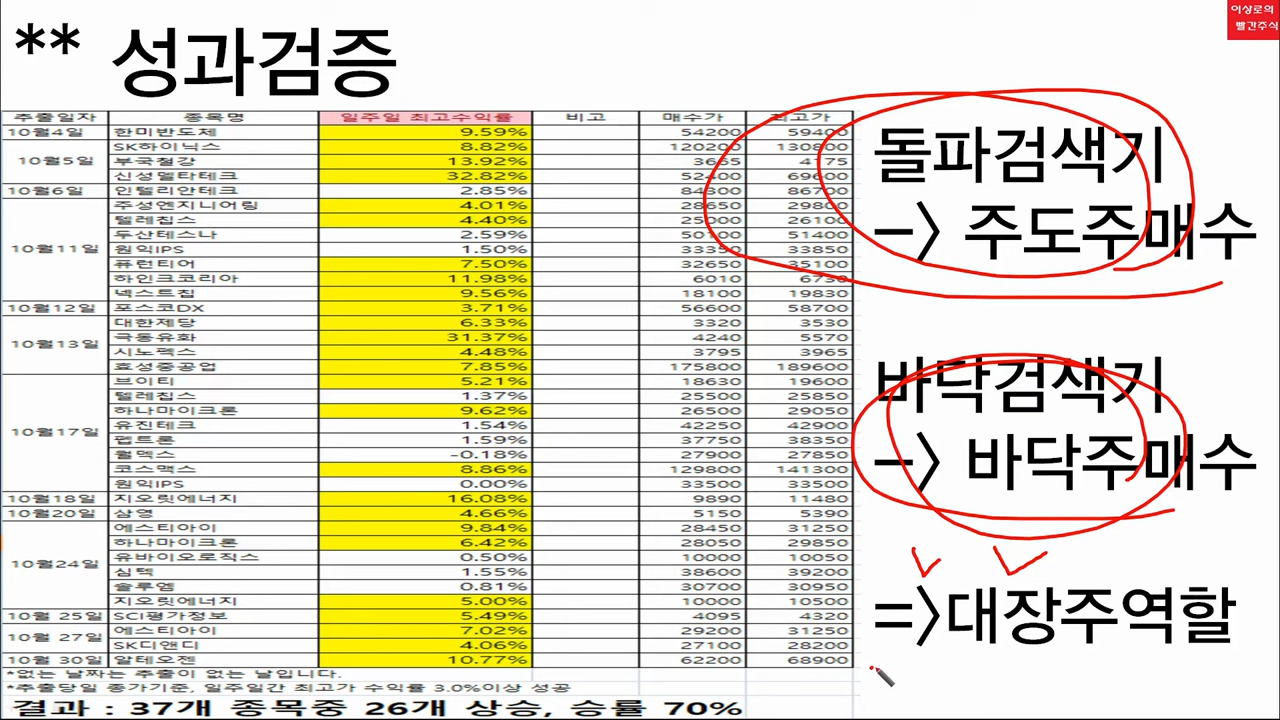 이상로의
빨간주식
** 성과검증
추출일자 종목명 일주일 최고수익률 비고 매수가 최고가
10월4일 한미반도체 9.59% 54200 59400
10월5일 SK하이닉스 8.82% 120200 130800
부국철강 13.92% 3665 4175
신성델타테크 32.82% 52400 69600
10월6일 인텔리안테크 2.85% 84300 86700
10월11일 주성엔지니어링 4.01% 28650 29800
텔레칩스 4.40% 25000 26100
두산테스나 2.59% 50100 51400
원익IPS 1.50% 33350 33850
퓨런티어 7.50% 32650 35100
하인크코리아 11.98% 6010 6730
넥스트칩 9.56% 18100 19830
10월12일 포스코DX 3.71% 56600 58700
10월13일 대한제당 6.33% 3320 3530
극동유화 31.37% 4240 5570
시노펙스 4.48% 3795 3965
효성중공업 7.85% 175800 189600
10월17일 브이티 5.21% 18630 19600
텔레칩스 1.37% 25500 25850
하나마이크론 9.62% 26500 29050
유진테크 1.54% 42250 42900
펩트론 1.59% 37750 38350
월덱스 -0.18% 27900 27850
코스맥스 8.86% 129800 141300
원익IPS 0.00% 33500 33500
10월18일 지오릿에너지 16.08% 9890 11480
10월20일 삼영 4.66% 5150 5390
10월24일 에스티아이 9.84% 28450 31250
하나마이크론 6.42% 28050 29850
유바이오로직스 0.50% 10000 10050
심텍 1.55% 38600 39200
솔루엠 0.81% 30700 30950
지오릿에너지 5.00% 10000 10500
10월 25일 SCI평가정보 5.49% 4095 4320
10월 27일 에스티아이 7.02% 29200 31250
SK디앤디 4.06% 27100 28200
10월 30일 알테오젠 10.77% 62200 68900
*없는 날짜는 추출이 없는 날입니다.
*추출당일 종가기준, 일주일간 최고가 수익률 3.0%이상 성공
결과 : 37개 종목중 26개 상승, 승률 70%
돌파검색기
-> 주도주매수
바닥검색기
-> 바닥주매수
=>대장주역할